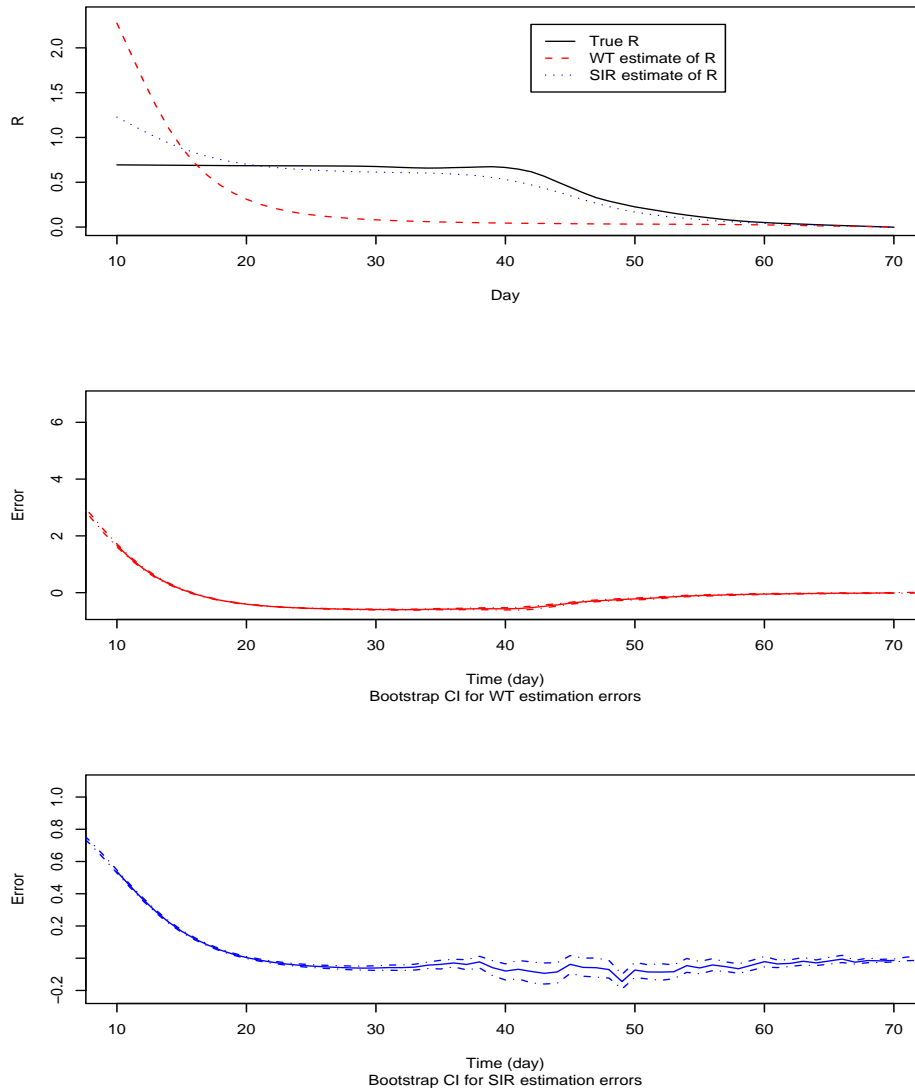 2.0
1.5
1.0
0.5
0.0
R
True R
WT estimate of R
SIR estimate of R
10 20 30 40 50 60 70
Day
6
4
2
0
Error
10 20 30 40 50 60 70
Time (day)
Bootstrap CI for WT estimation errors
1.0
0.8
0.6
0.4
0.2
−0.2
Error
10 20 30 40 50 60 70
Time (day)
Bootstrap CI for SIR estimation errors